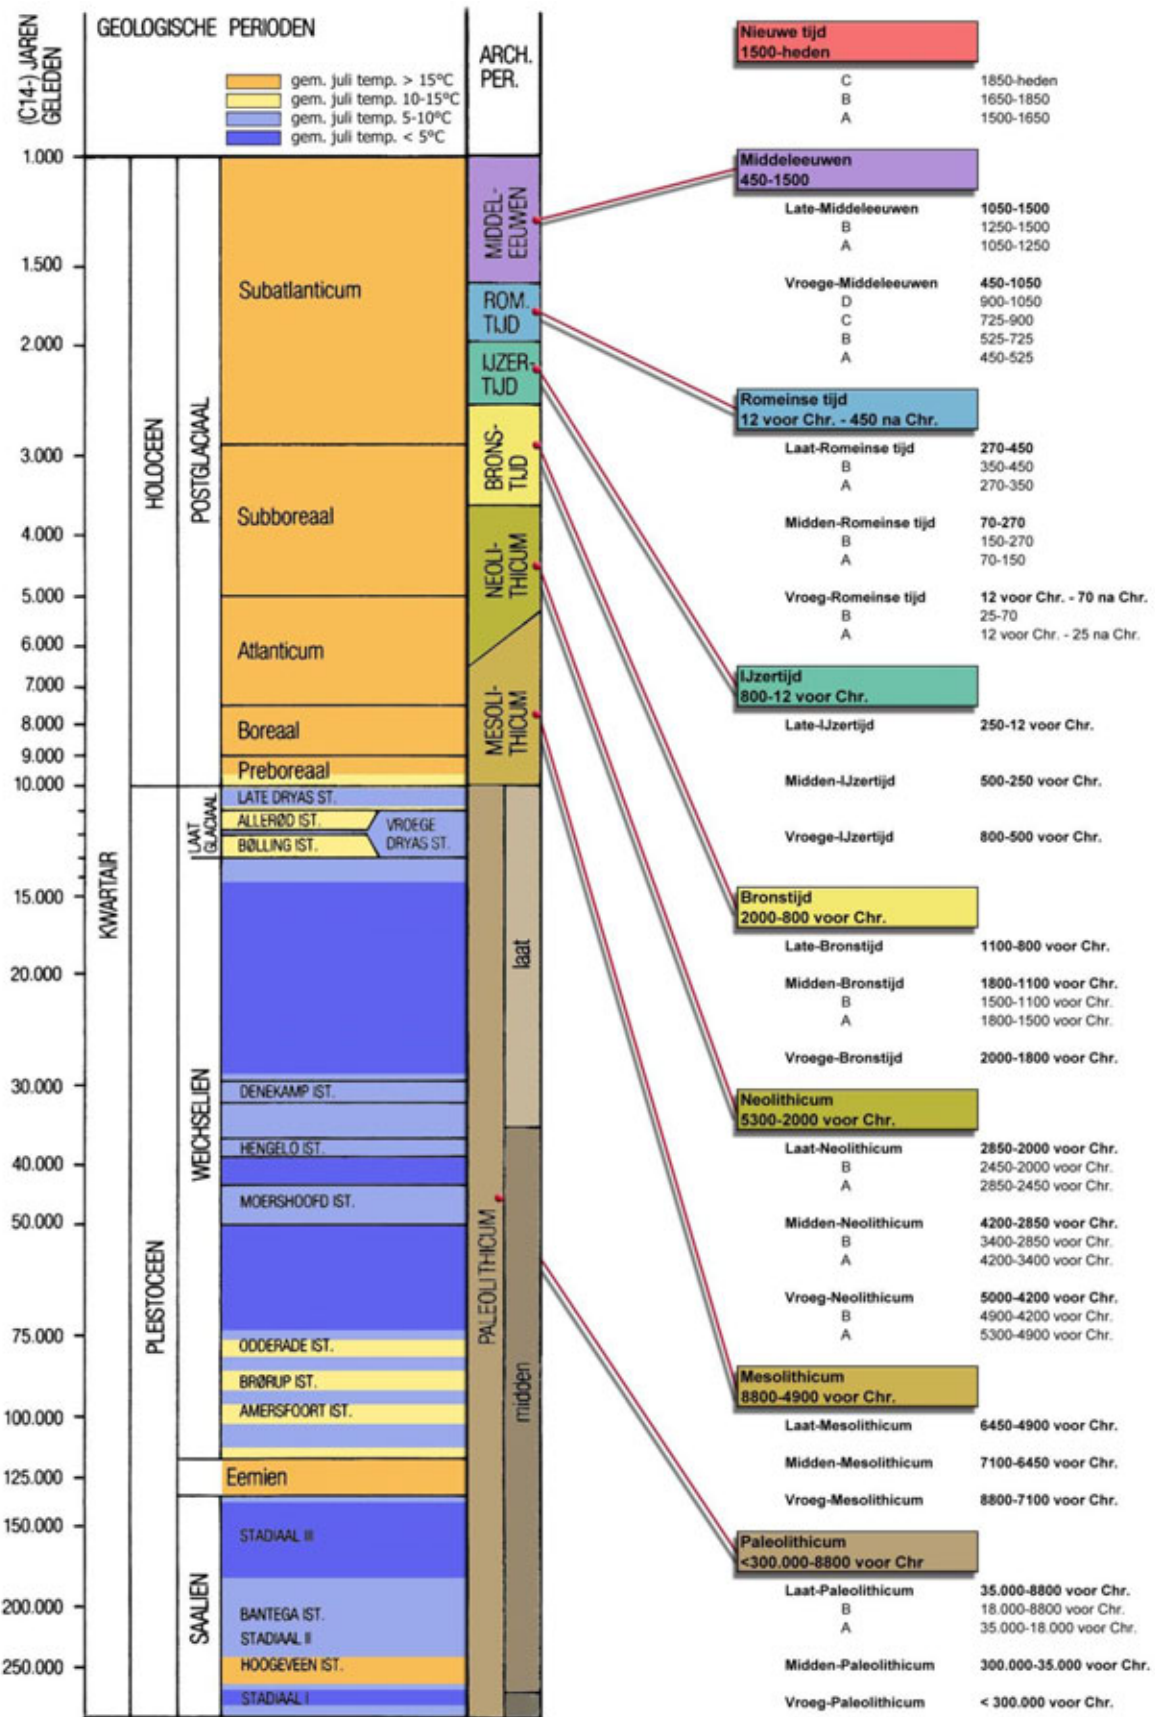 (C14-) JAREN
GELEDEN
GEOLOGISCHE PERIODEN
gem. juli temp. > 15°C
gem. juli temp. 10-15°C
gem. juli temp. 5-10°C
gem. juli temp. < 5°C
ARCH.
PER.
1.000
1.500
2.000
3.000
4.000
5.000
6.000
7.000
8.000
9.000
10.000
15.000
20.000
30.000
40.000
50.000
75.000
100.000
125.000
150.000
200.000
250.000
KWARTAIR
HOLOCEEN
PLEISTOCEEN
POSTGLACIAAL
LAAT
GLACIAAL
WEICHSELIEN
SAALIEN
Subatlanticum
Subboreaal
Atlanticum
Boreaal
Preboreaal
LATE DRYAS ST.
ALLERØD IST.
VROEGE
DRYAS ST.
BØLLING IST.
DENEKAMP IST.
HENGELO IST.
MOERSHOOFD IST.
ODDERADE IST.
BRØRUP IST.
AMERSFOORT IST.
Eemien
STADIAAL III
BANTEGA IST.
STADIAAL II
HOOGEVEEN IST.
STADIAAL I
MIDDEL-
EEUWEN
ROM.
TIJD
IJZER-
TIJD
BRONS-
TIJD
NEOLI-
THICUM
MESOLI-
THICUM
PALEOLITHICUM
laat
midden
Nieuwe tijd
1500-heden
C 1850-heden
B 1650-1850
A 1500-1650
Middeleeuwen
450-1500
Late-Middeleeuwen 1050-1500
B 1250-1500
A 1050-1250
Vroege-Middeleeuwen 450-1050
D 900-1050
C 725-900
B 525-725
A 450-525
Romeinse tijd
12 voor Chr. - 450 na Chr.
Laat-Romeinse tijd 270-450
B 350-450
A 270-350
Midden-Romeinse tijd 70-270
B 150-270
A 70-150
Vroeg-Romeinse tijd 12 voor Chr. - 70 na Chr.
B 25-70
A 12 voor Chr. - 25 na Chr.
IJzertijd
800-12 voor Chr.
Late-IJzertijd 250-12 voor Chr.
Midden-IJzertijd 500-250 voor Chr.
Vroege-IJzertijd 800-500 voor Chr.
Bronstijd
2000-800 voor Chr.
Late-Bronstijd 1100-800 voor Chr.
Midden-Bronstijd 1800-1100 voor Chr.
B 1500-1100 voor Chr.
A 1800-1500 voor Chr.
Vroege-Bronstijd 2000-1800 voor Chr.
Neolithicum
5300-2000 voor Chr.
Laat-Neolithicum 2850-2000 voor Chr.
B 2450-2000 voor Chr.
A 2850-2450 voor Chr.
Midden-Neolithicum 4200-2850 voor Chr.
B 3400-2850 voor Chr.
A 4200-3400 voor Chr.
Vroeg-Neolithicum 5000-4200 voor Chr.
B 4900-4200 voor Chr.
A 5300-4900 voor Chr.
Mesolithicum
8800-4900 voor Chr.
Laat-Mesolithicum 6450-4900 voor Chr.
Midden-Mesolithicum 7100-6450 voor Chr.
Vroeg-Mesolithicum 8800-7100 voor Chr.
Paleolithicum
<300.000-8800 voor Chr
Laat-Paleolithicum 35.000-8800 voor Chr.
B 18.000-8800 voor Chr.
A 35.000-18.000 voor Chr.
Midden-Paleolithicum 300.000-35.000 voor Chr.
Vroeg-Paleolithicum < 300.000 voor Chr.